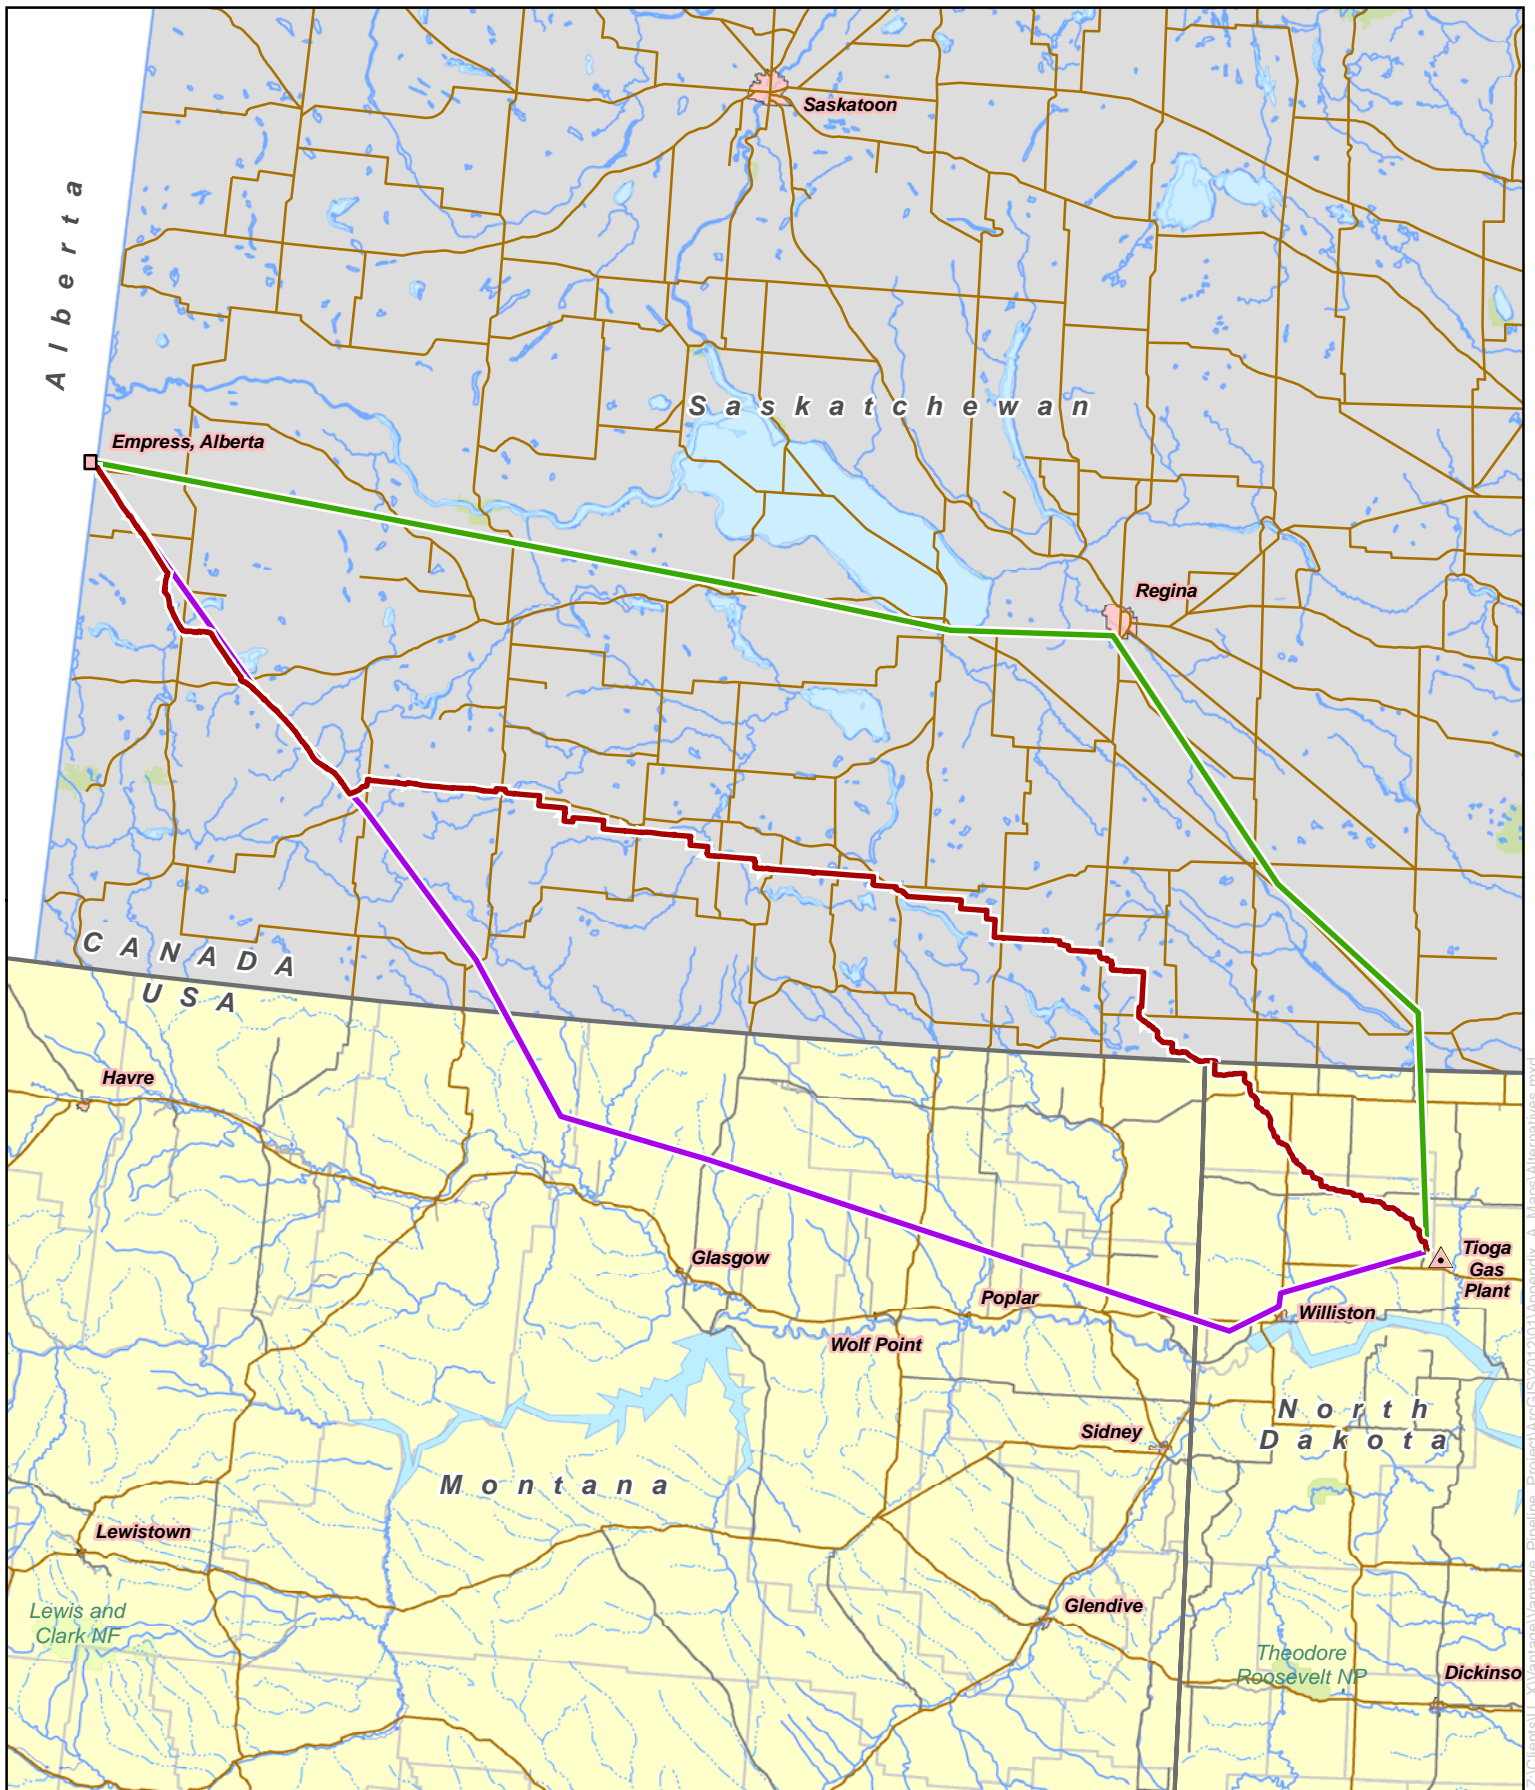 Saskatoon
Alberta
Saskatchewan
Empress, Alberta
Regina
CANADA
USA
Havre
Glasgow
Tioga
Gas
Plant
Poplar
Williston
Wolf Point
North
Dakota
Sidney
Montana
Lewistown
Glendive
Lewis and
Clark NF
Theodore
Roosevelt NP
Dickinso